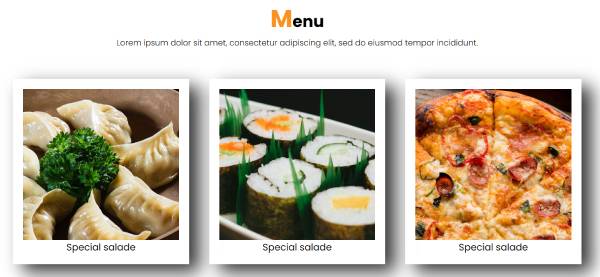 Menu
Lorem ipsum dolor sit amet, consectetur adipiscing elit, sed do eiusmod tempor incididunt.
Special salade
Special salade
Special salade